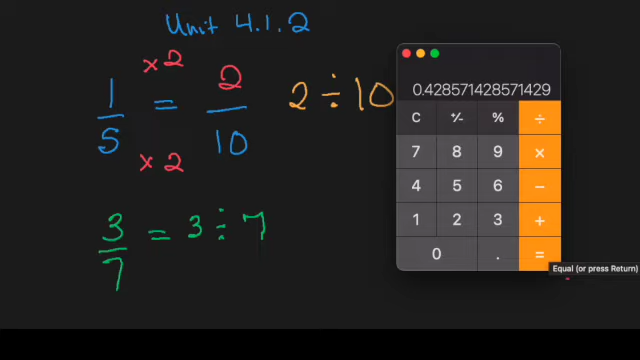 Unit 4.1.2
×2
1/5 = 2/10
2 ÷ 10
×2
3/7 = 3 ÷ 7
0.428571428571429
C ⁺∕₋ % ÷
7 8 9 ×
4 5 6 −
1 2 3 +
0 . =
Equal (or press Return)